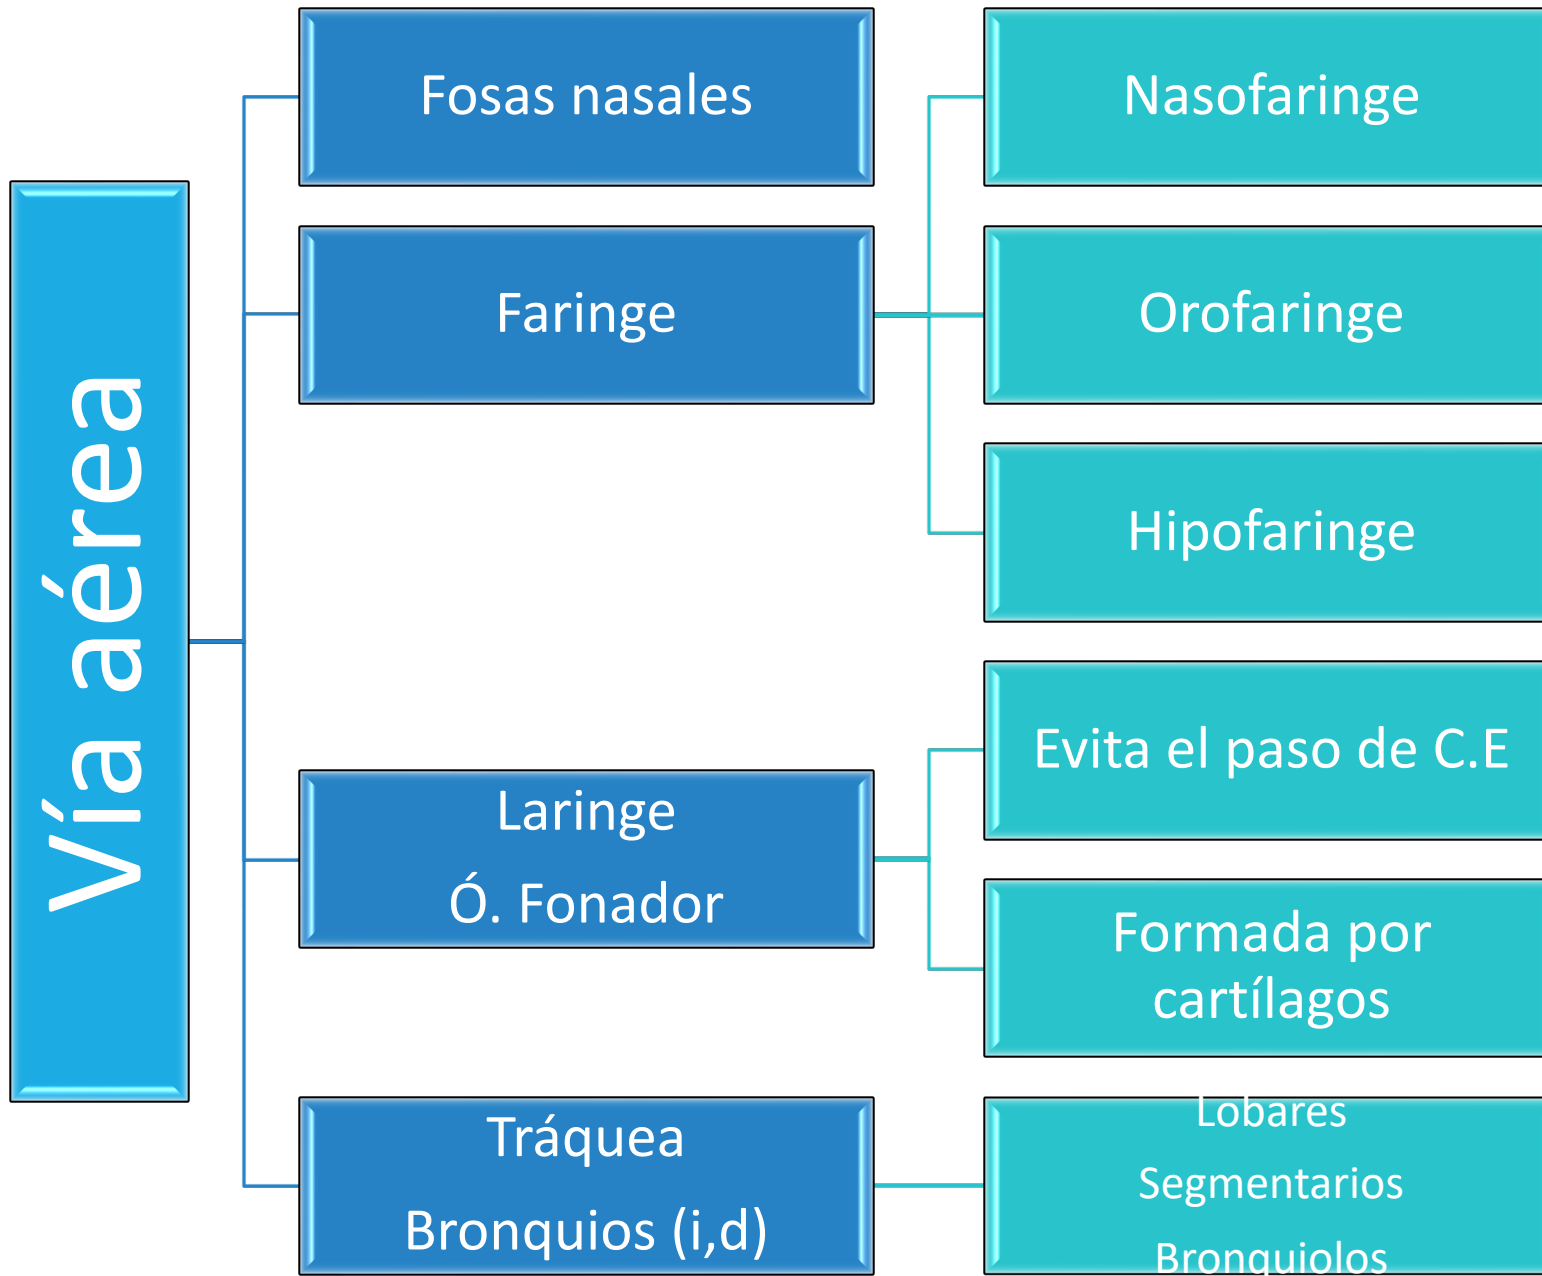 Vía aérea
Fosas nasales
Faringe
Nasofaringe
Orofaringe
Hipofaringe
Laringe
Ó. Fonador
Evita el paso de C.E
Formada por
cartílagos
Tráquea
Bronquios (i,d)
Lobares
Segmentarios
Bronquiolos